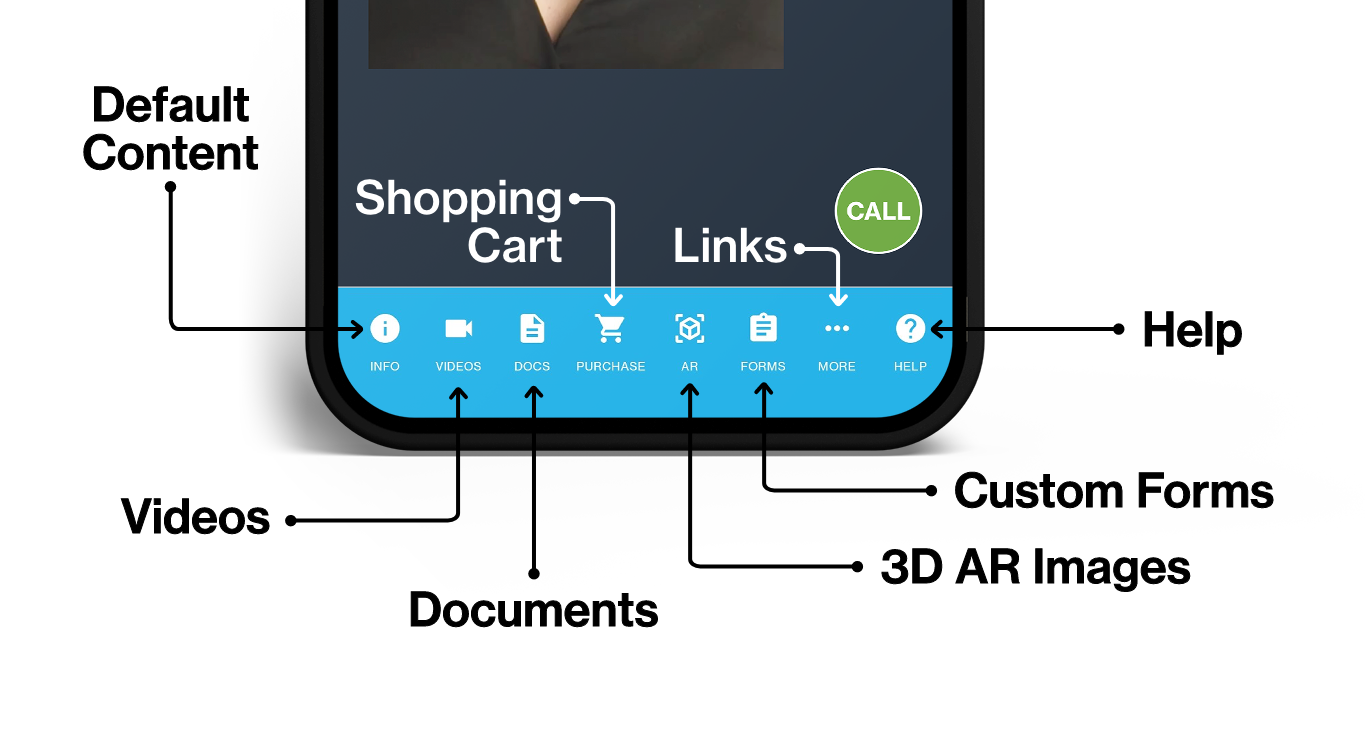 Default
Content
Shopping
Cart
Links
CALL
INFO
VIDEOS
DOCS
PURCHASE
AR
FORMS
MORE
HELP
Help
Videos
Custom Forms
3D AR Images
Documents